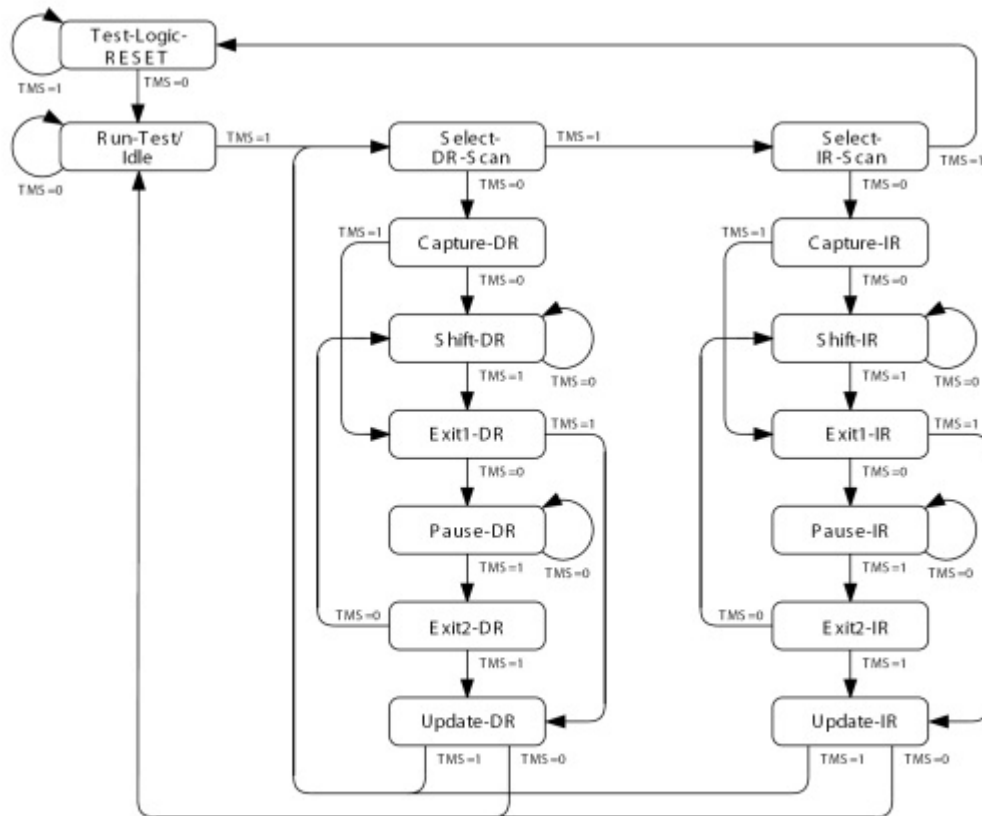 Test-Logic-
RESET
TMS=1
TMS=0
Run-Test/
Idle
TMS=1
TMS=0
Select-
DR-Scan
TMS=1
TMS=0
Select-
IR-Scan
TMS=1
TMS=0
TMS=1
Capture-DR
TMS=0
TMS=1
Capture-IR
TMS=0
Shift-DR
TMS=1
TMS=0
Shift-IR
TMS=1
TMS=0
Exit1-DR
TMS=1
TMS=0
Exit1-IR
TMS=1
TMS=0
Pause-DR
TMS=1
TMS=0
Pause-IR
TMS=1
TMS=0
TMS=0
Exit2-DR
TMS=1
TMS=0
Exit2-IR
TMS=1
Update-DR
TMS=1
TMS=0
Update-IR
TMS=1
TMS=0